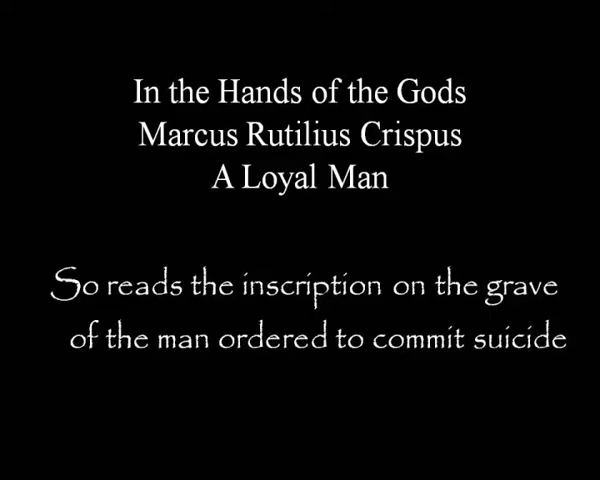 In the Hands of the Gods
Marcus Rutilius Crispus
A Loyal Man
So reads the inscription on the grave
of the man ordered to commit suicide